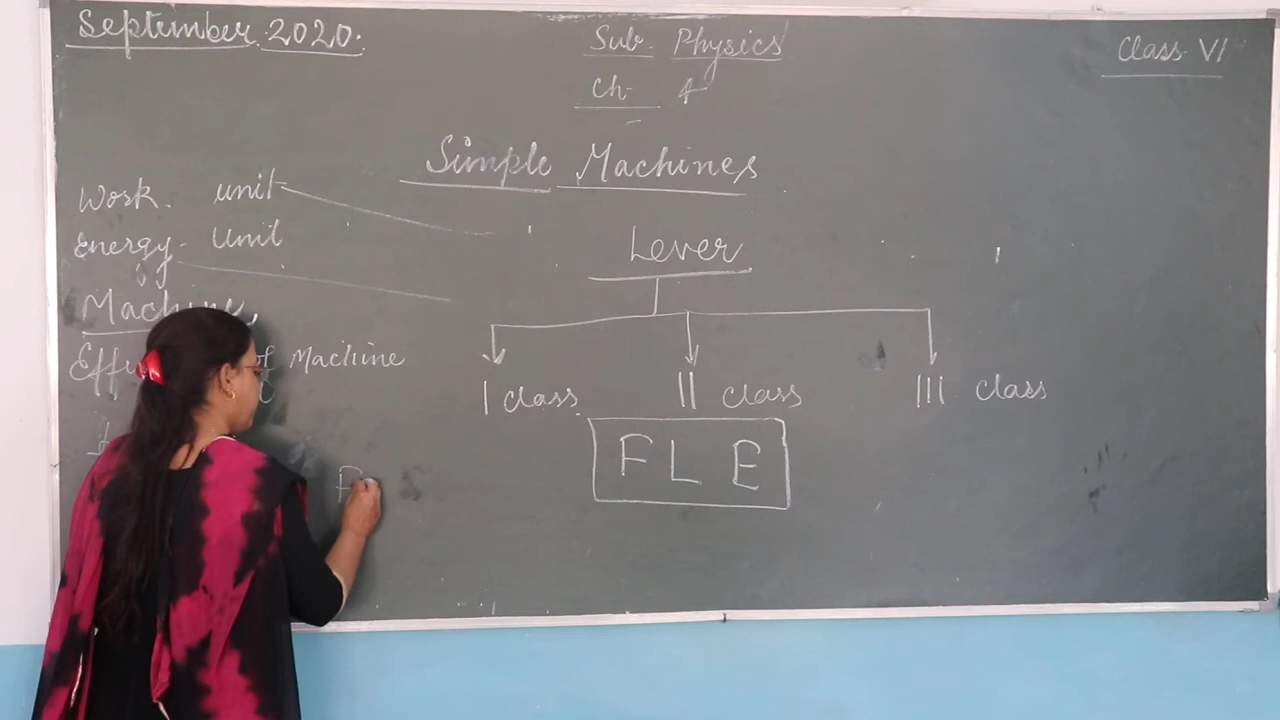 September 2020.
Sub. Physics
Class VI
Ch 4
Simple Machines
Work. unit
Energy. Unit
Lever
Machine
of Machine
I class II class III class
F L E